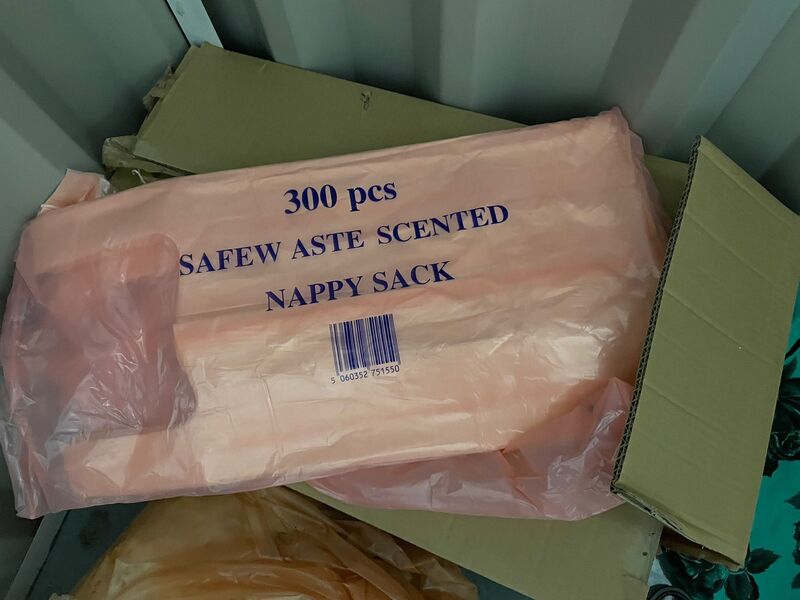 300 pcs
SAFEW ASTE SCENTED
NAPPY SACK
5 060352 751550